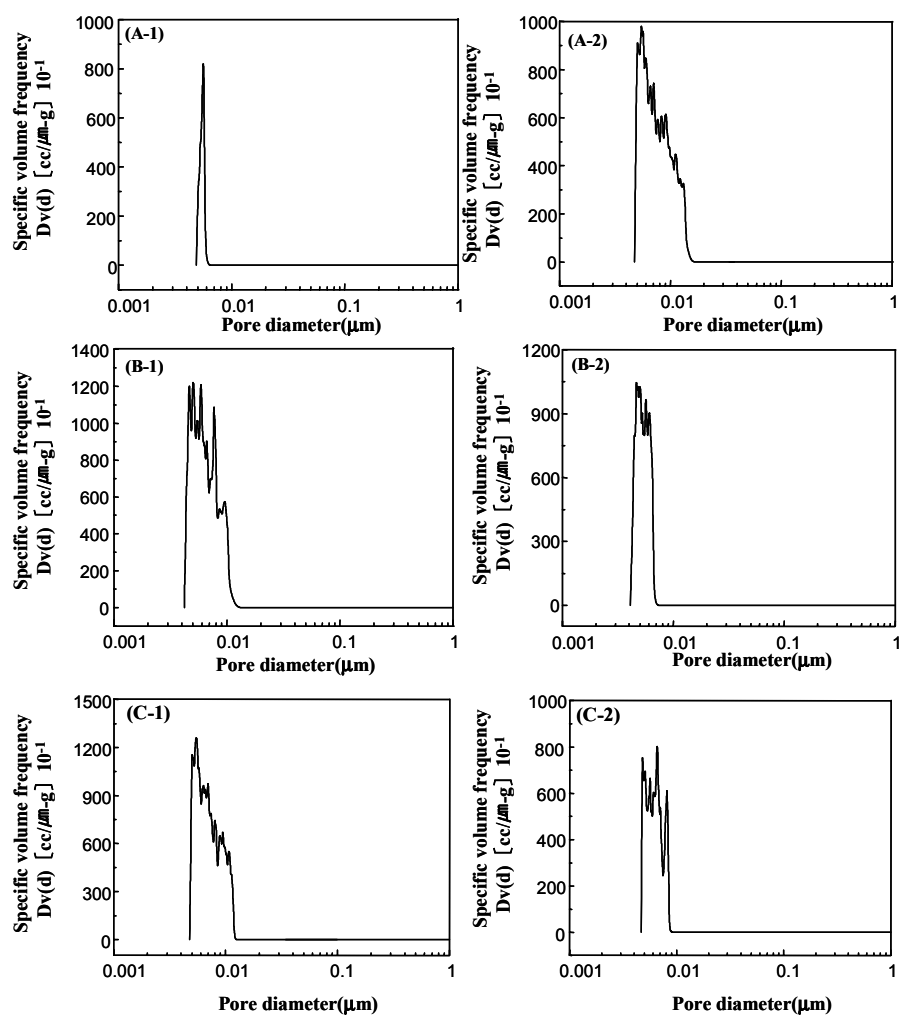 (A-1)
Specific volume frequency
Dv(d) [cc/㎛-g] 10-1
1000
800
600
400
200
0
0.001 0.01 0.1 1
Pore diameter(μm)
(A-2)
Specific volume frequency
Dv(d) [cc/㎛-g] 10-1
1000
800
600
400
200
0
0.001 0.01 0.1 1
Pore diameter(μm)
(B-1)
Specific volume frequency
Dv(d) [cc/㎛-g] 10-1
1400
1200
1000
800
600
400
200
0
0.001 0.01 0.1 1
Pore diameter(μm)
(B-2)
Specific volume frequency
Dv(d) [cc/㎛-g] 10-1
1200
900
600
300
0
0.001 0.01 0.1 1
Pore diameter(μm)
(C-1)
Specific volume frequency
Dv(d) [cc/㎛-g] 10-1
1500
1200
900
600
300
0
0.001 0.01 0.1 1
Pore diameter(μm)
(C-2)
Specific volume frequency
Dv(d) [cc/㎛-g] 10-1
1000
800
600
400
200
0
0.001 0.01 0.1 1
Pore diameter(μm)